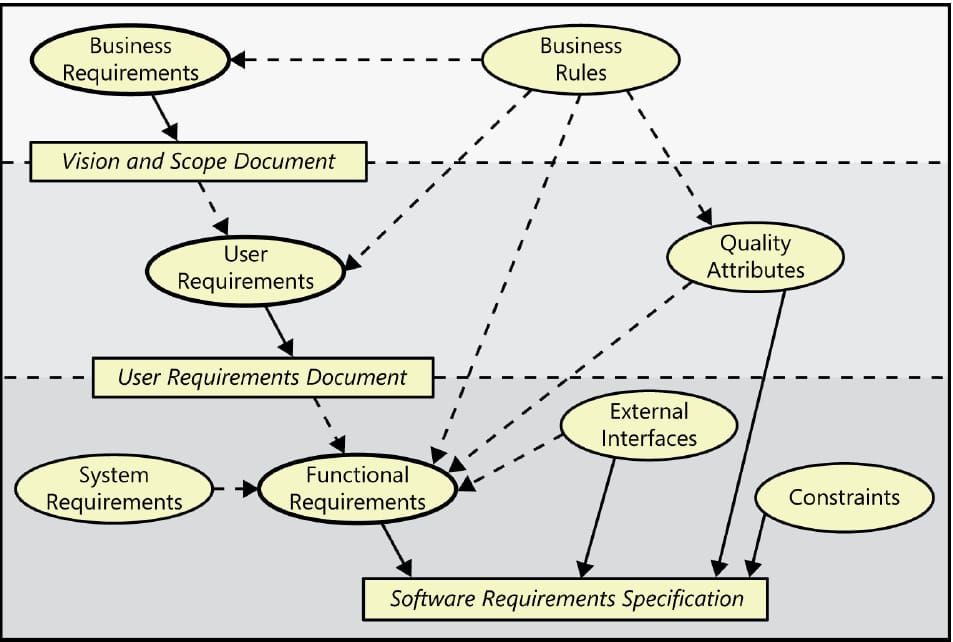 Business
Requirements
Business
Rules
Vision and Scope Document
User
Requirements
Quality
Attributes
User Requirements Document
External
Interfaces
System
Requirements
Functional
Requirements
Constraints
Software Requirements Specification